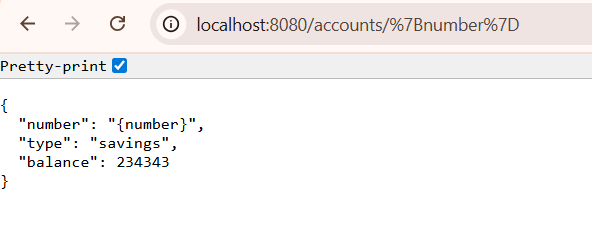 localhost:8080/accounts/%7Bnumber%7D
Pretty-print
{
  "number": "{number}",
  "type": "savings",
  "balance": 234343
}